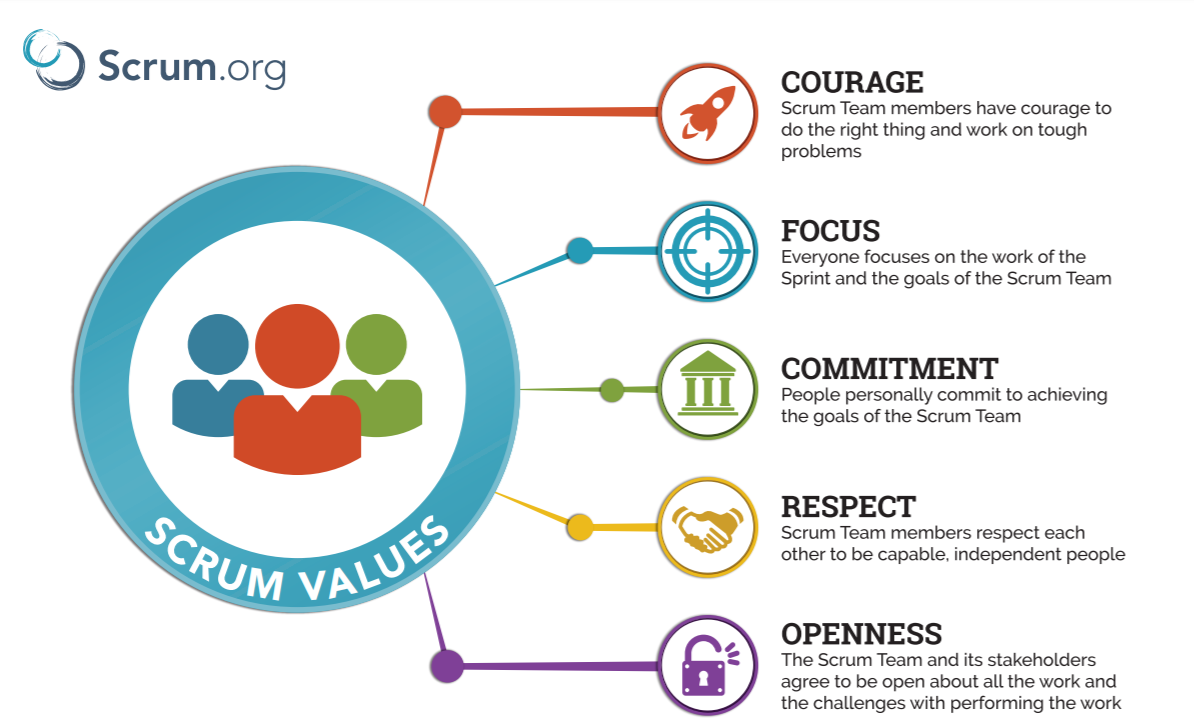 Scrum.org
COURAGE
Scrum Team members have courage to
do the right thing and work on tough
problems
FOCUS
Everyone focuses on the work of the
Sprint and the goals of the Scrum Team
COMMITMENT
People personally commit to achieving
the goals of the Scrum Team
RESPECT
Scrum Team members respect each
other to be capable, independent people
OPENNESS
The Scrum Team and its stakeholders
agree to be open about all the work and
the challenges with performing the work
SCRUM VALUES